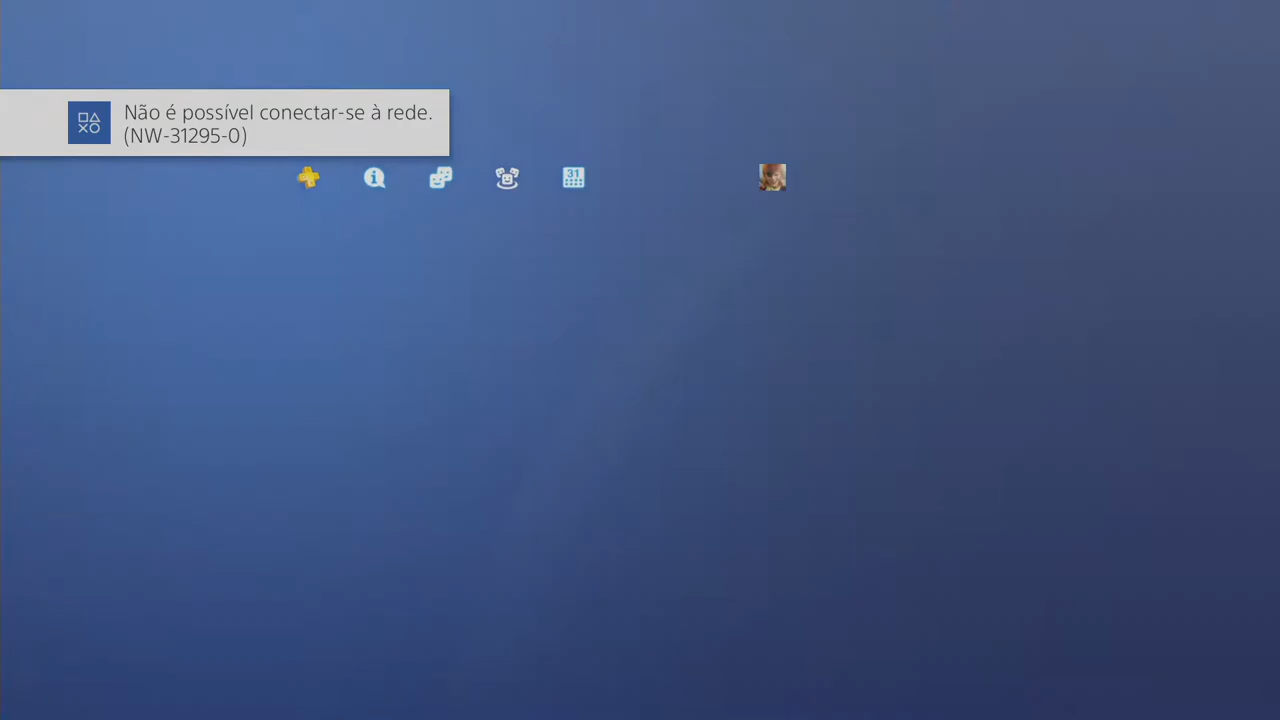 Não é possível conectar-se à rede.
(NW-31295-0)
31